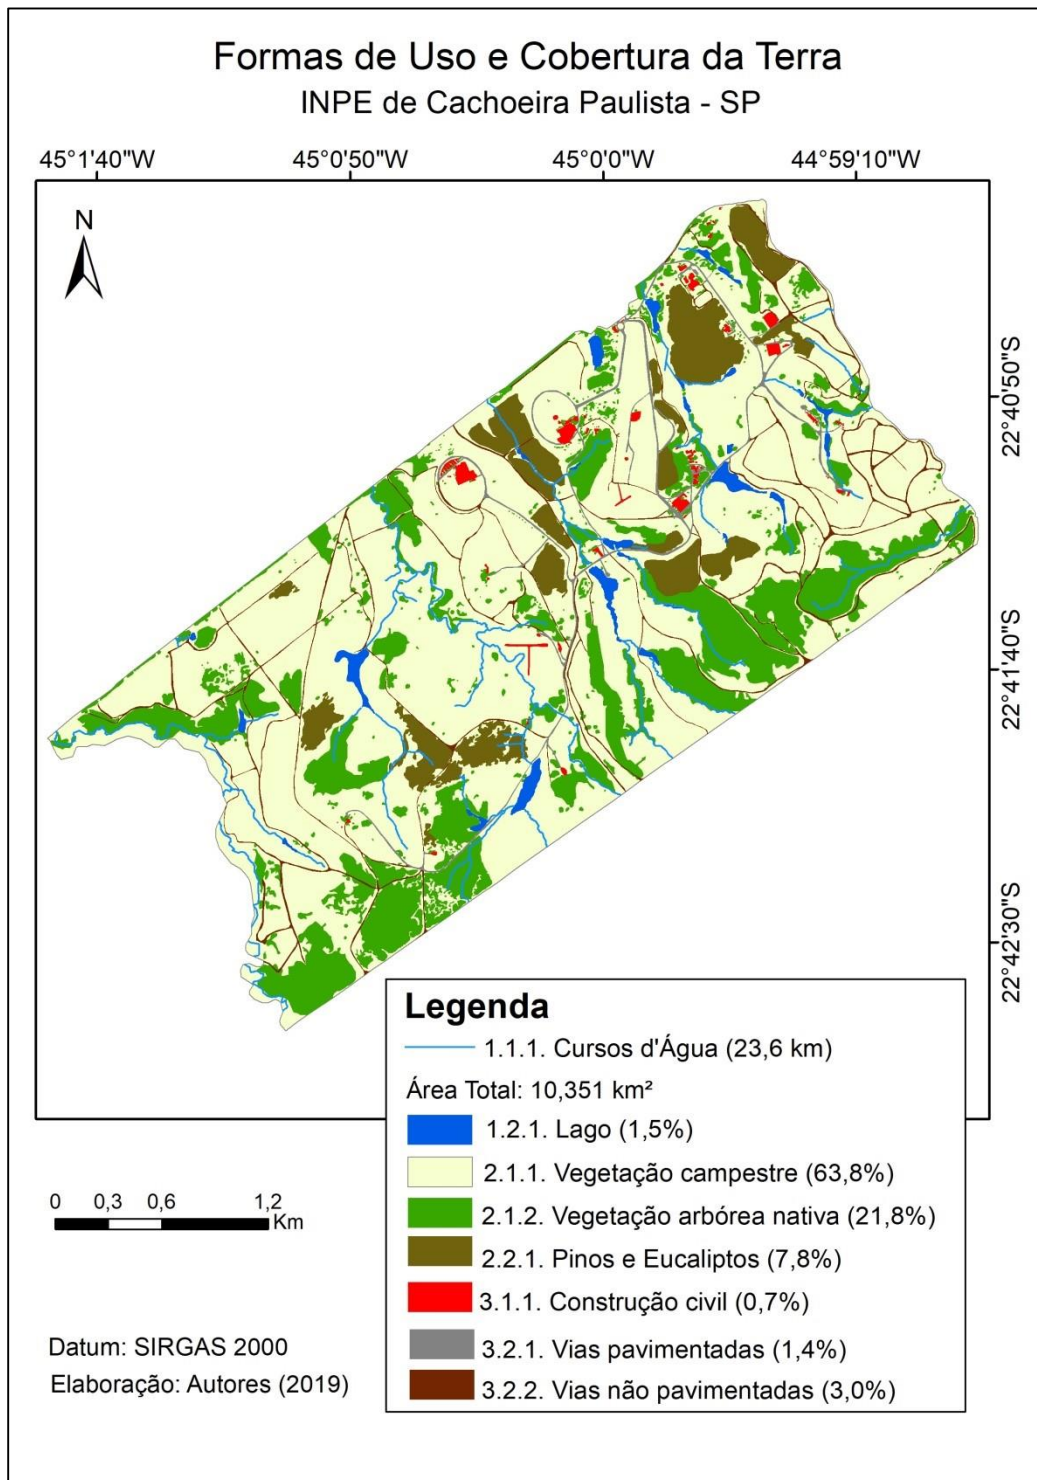 Formas de Uso e Cobertura da Terra
INPE de Cachoeira Paulista - SP
45°1'40"W 45°0'50"W 45°0'0"W 44°59'10"W
N
22°40'50"S
22°41'40"S
22°42'30"S
Legenda
1.1.1. Cursos d'Água (23,6 km)
Área Total: 10,351 km²
1.2.1. Lago (1,5%)
2.1.1. Vegetação campestre (63,8%)
2.1.2. Vegetação arbórea nativa (21,8%)
2.2.1. Pinos e Eucaliptos (7,8%)
3.1.1. Construção civil (0,7%)
3.2.1. Vias pavimentadas (1,4%)
3.2.2. Vias não pavimentadas (3,0%)
0 0,3 0,6 1,2
Km
Datum: SIRGAS 2000
Elaboração: Autores (2019)